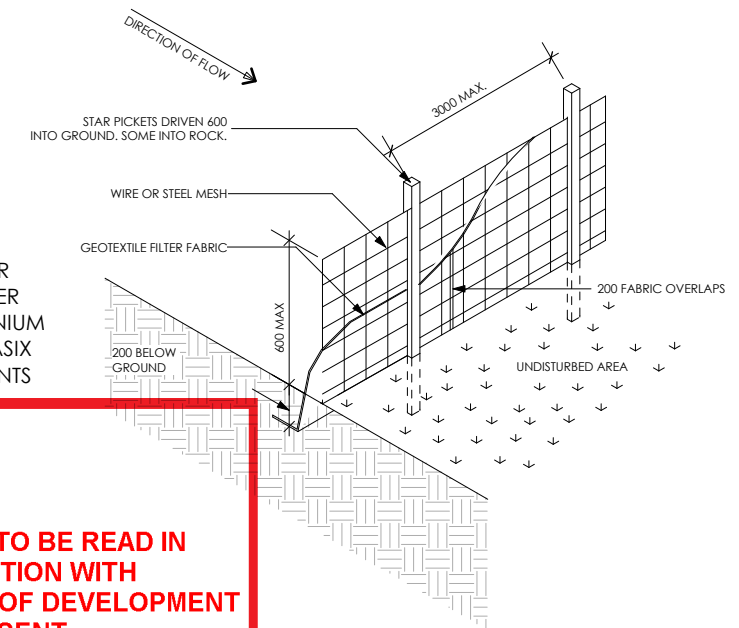 DIRECTION OF FLOW
3000 MAX.
STAR PICKETS DRIVEN 600
INTO GROUND. SOME INTO ROCK.
WIRE OR STEEL MESH
GEOTEXTILE FILTER FABRIC
600 MAX
200 BELOW
GROUND
200 FABRIC OVERLAPS
UNDISTURBED AREA
R
ER
NIUM
ASIX
NTS
TO BE READ IN
TION WITH
OF DEVELOPMENT